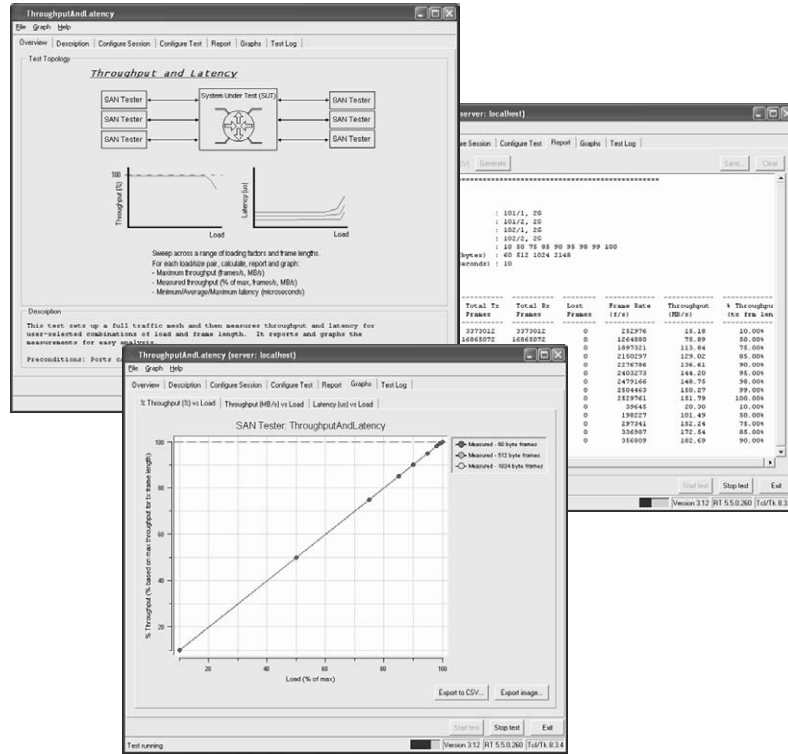 ThroughputAndLatency
File Graph Help
Overview Description Configure Session Configure Test Report Graphs Test Log
Test Topology
Throughput and Latency
SAN Tester
System Under Test (SUT)
SAN Tester
SAN Tester
SAN Tester
SAN Tester
SAN Tester
100
Throughput (%)
Load
Latency (us)
Load
Sweep across a range of loading factors and frame lengths.
For each load/size pair, calculate, report and graph:
- Maximum throughput (frames/s, MB/s)
- Measured throughput (% of max, frames/s, MB/s)
- Minimum/Average/Maximum latency (microseconds)
Description
This test sets up a full traffic mesh and then measures throughput and latency for
user-selected combinations of load and frame length. It reports and graphs the
measurements for easy analysis.
Preconditions: Ports
server: localhost)
Session Configure Test Report Graphs Test Log
Generate Save... Clear
: 101/1, 2G
: 101/2, 2G
: 102/1, 2G
: 102/2, 2G
: 10 50 75 85 90 95 98 99 100
bytes) : 60 512 1024 2148
seconds) : 10
Total Tx Total Rx Lost Frame Rate Throughput % Throughpu
Frames Frames Frames (f/s) (MB/s) (tx frm len
3373012 3373012 0 252976 15.18 10.00%
16865072 16865072 0 1264880 75.89 50.00%
0 1897321 113.84 75.00%
0 2150297 129.02 85.00%
0 2276786 136.61 90.00%
0 2403273 144.20 95.00%
0 2479166 148.75 98.00%
0 2504463 150.27 99.00%
0 2529761 151.79 100.00%
0 39645 20.30 10.00%
0 198227 101.49 50.00%
0 297341 152.24 75.00%
0 336987 172.54 85.00%
0 356809 182.69 90.00%
Start test Stop test Exit
Version 3.12 RT 5.5.0.260 Tcl/Tk 8.3.
ThroughputAndLatency (server: localhost)
File Graph Help
Overview Description Configure Session Configure Test Report Graphs Test Log
% Throughput (%) vs Load Throughput (MB/s) vs Load Latency (us) vs Load
SAN Tester: ThroughputAndLatency
Measured - 60 byte frames
Measured - 512 byte frames
Measured - 1024 byte frames
% Throughput (% based on max throughput for tx frame length)
100
80
60
40
20
20 40 60 80 100
Load (% of max)
Export to CSV... Export image...
Start test Stop test Exit
Test running
Version 3.12 RT 5.5.0.260 Tcl/Tk 8.3.4